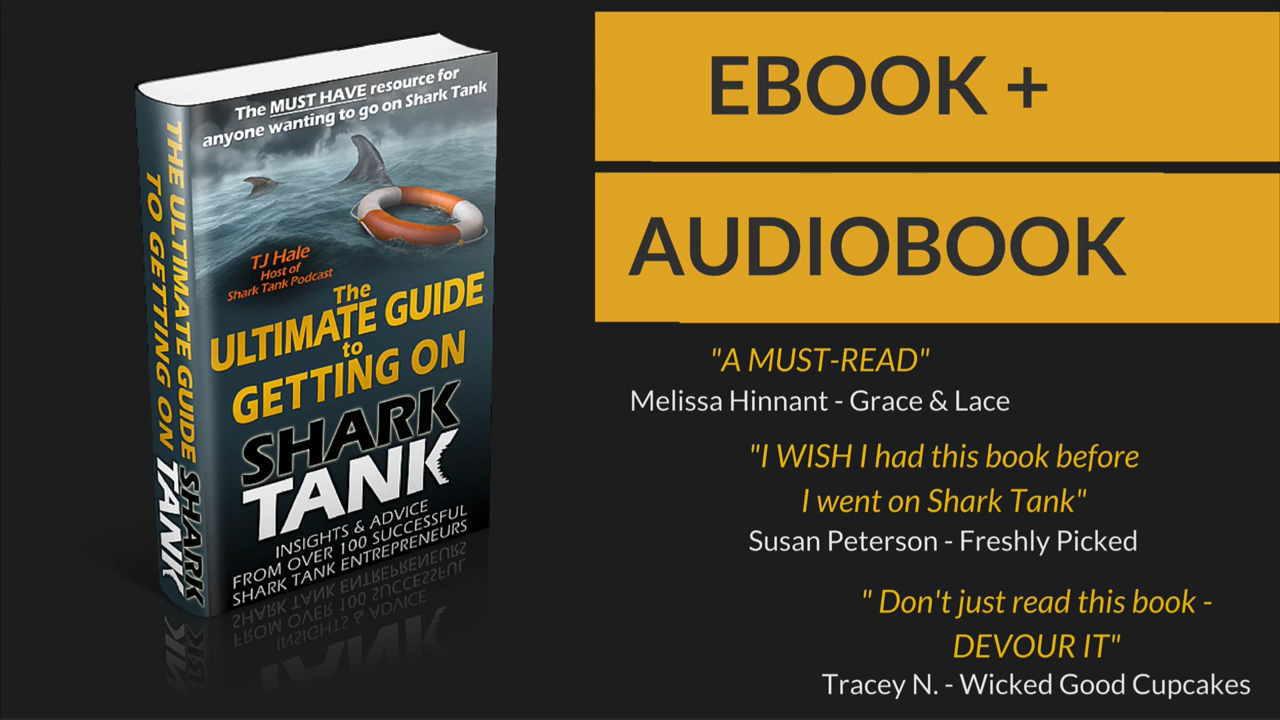 The MUST HAVE resource for
anyone wanting to go on Shark Tank
TJ Hale
Host of
Shark Tank Podcast
The
ULTIMATE GUIDE
to
GETTING ON
SHARK
TANK
INSIGHTS & ADVICE
FROM OVER 100 SUCCESSFUL
SHARK TANK ENTREPRENEURS
THE ULTIMATE GUIDE
TO GETTING ON
SHARK
TANK
EBOOK +
AUDIOBOOK
"A MUST-READ"
Melissa Hinnant - Grace & Lace
"I WISH I had this book before
I went on Shark Tank"
Susan Peterson - Freshly Picked
" Don't just read this book -
DEVOUR IT"
Tracey N. - Wicked Good Cupcakes